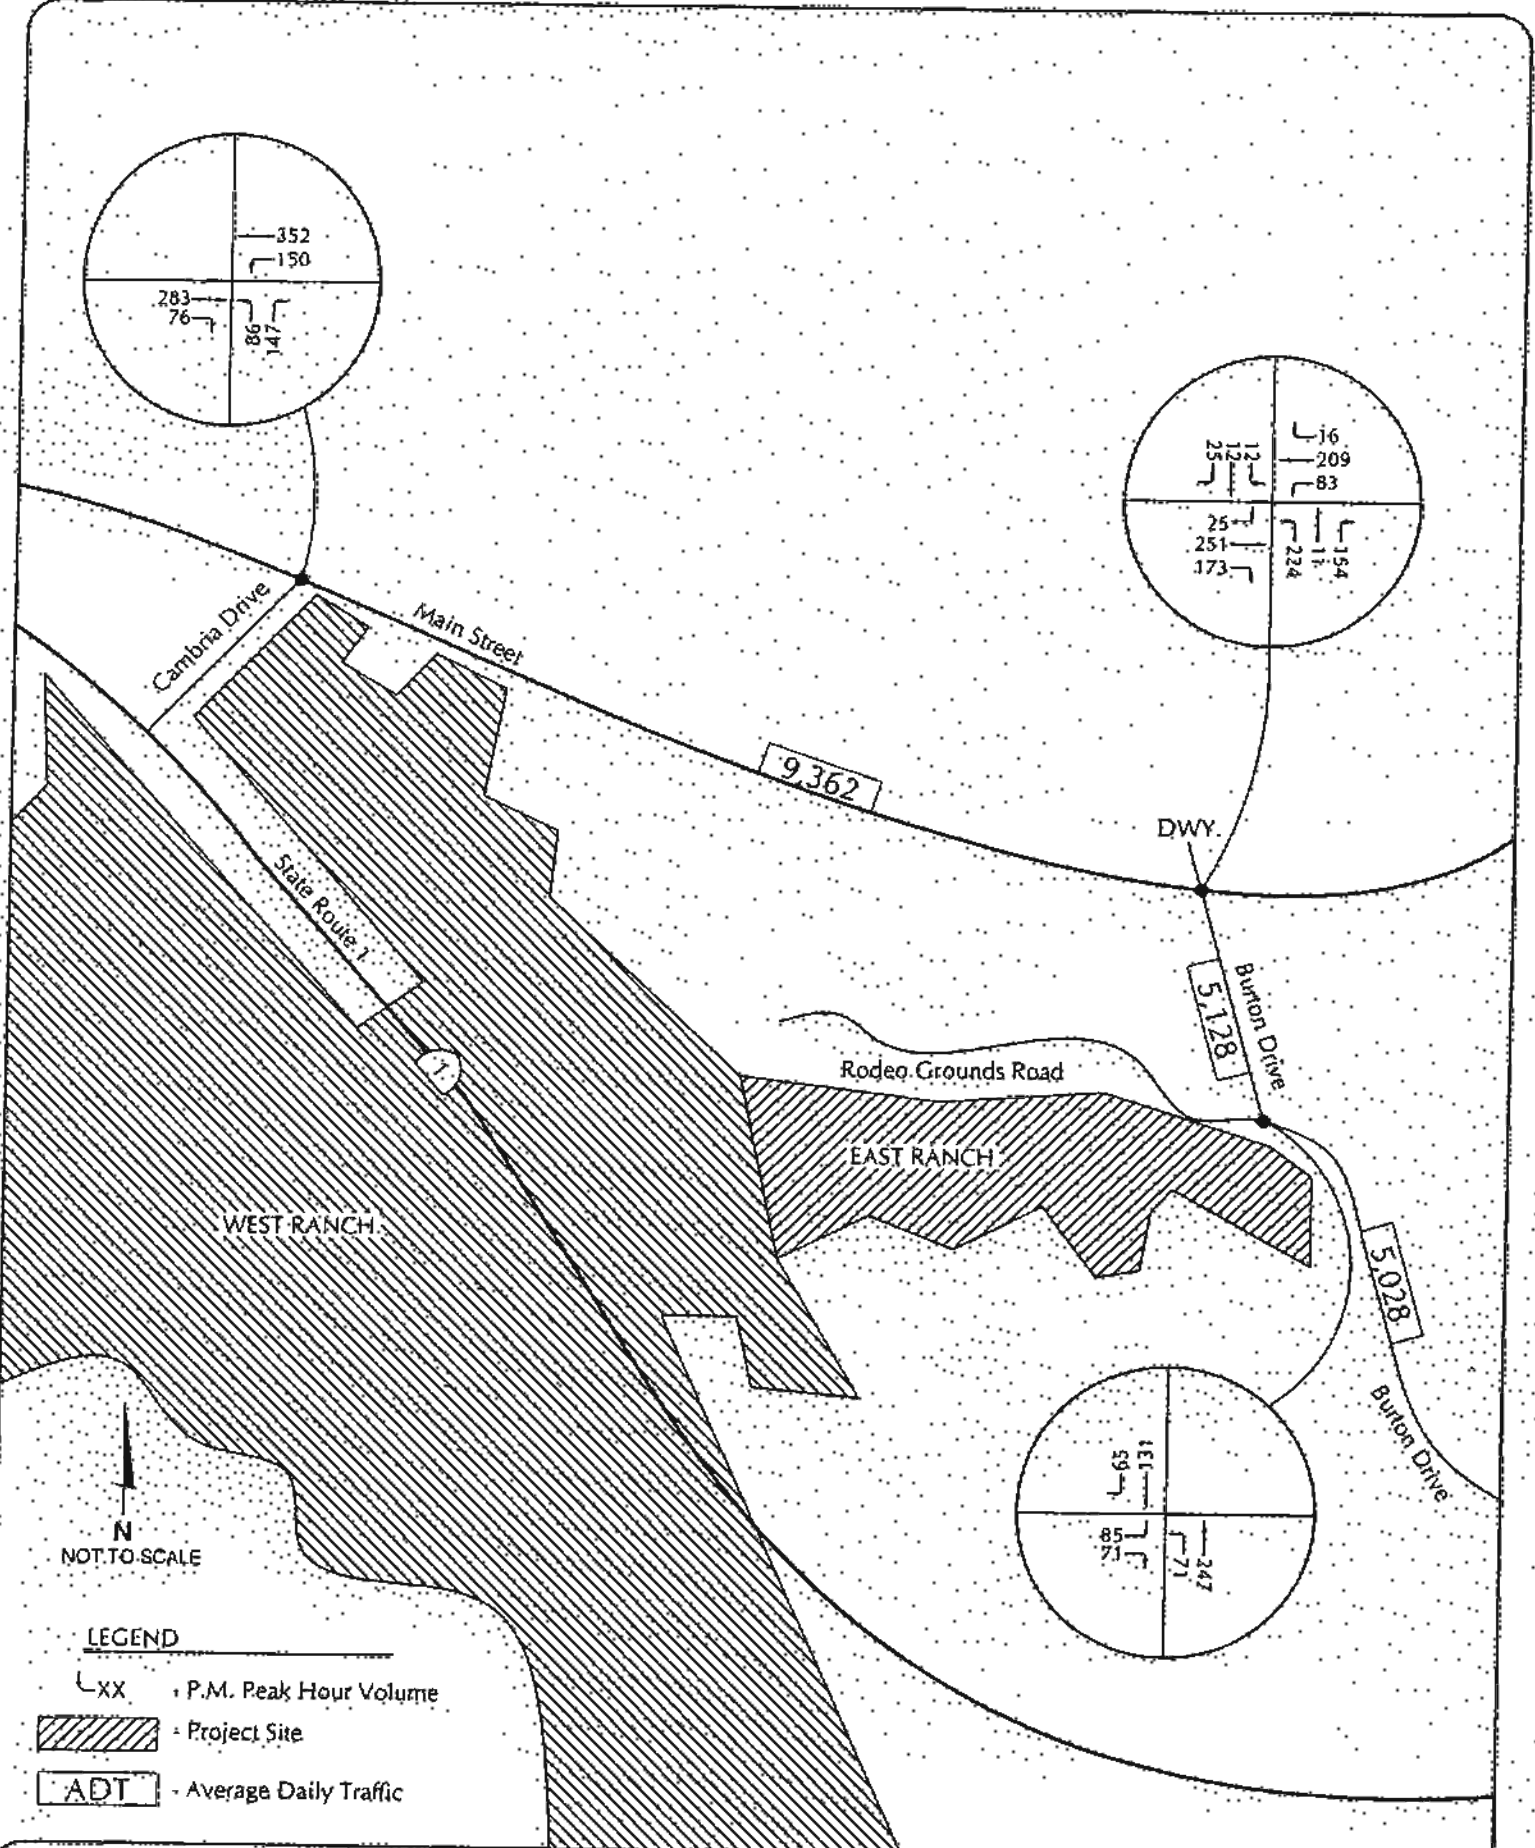 352
150
283
76
86
147
16
209
83
25
12
12
25
251
173
224
11
154
Cambria Drive
Main Street
9,362
DWY.
State Route 1
1
5,128
Burton Drive
Rodeo Grounds Road
EAST RANCH
WEST RANCH
5,028
Burton Drive
59
131
85
71
71
247
N
NOT TO SCALE
LEGEND
XX - P.M. Peak Hour Volume
- Project Site
ADT - Average Daily Traffic